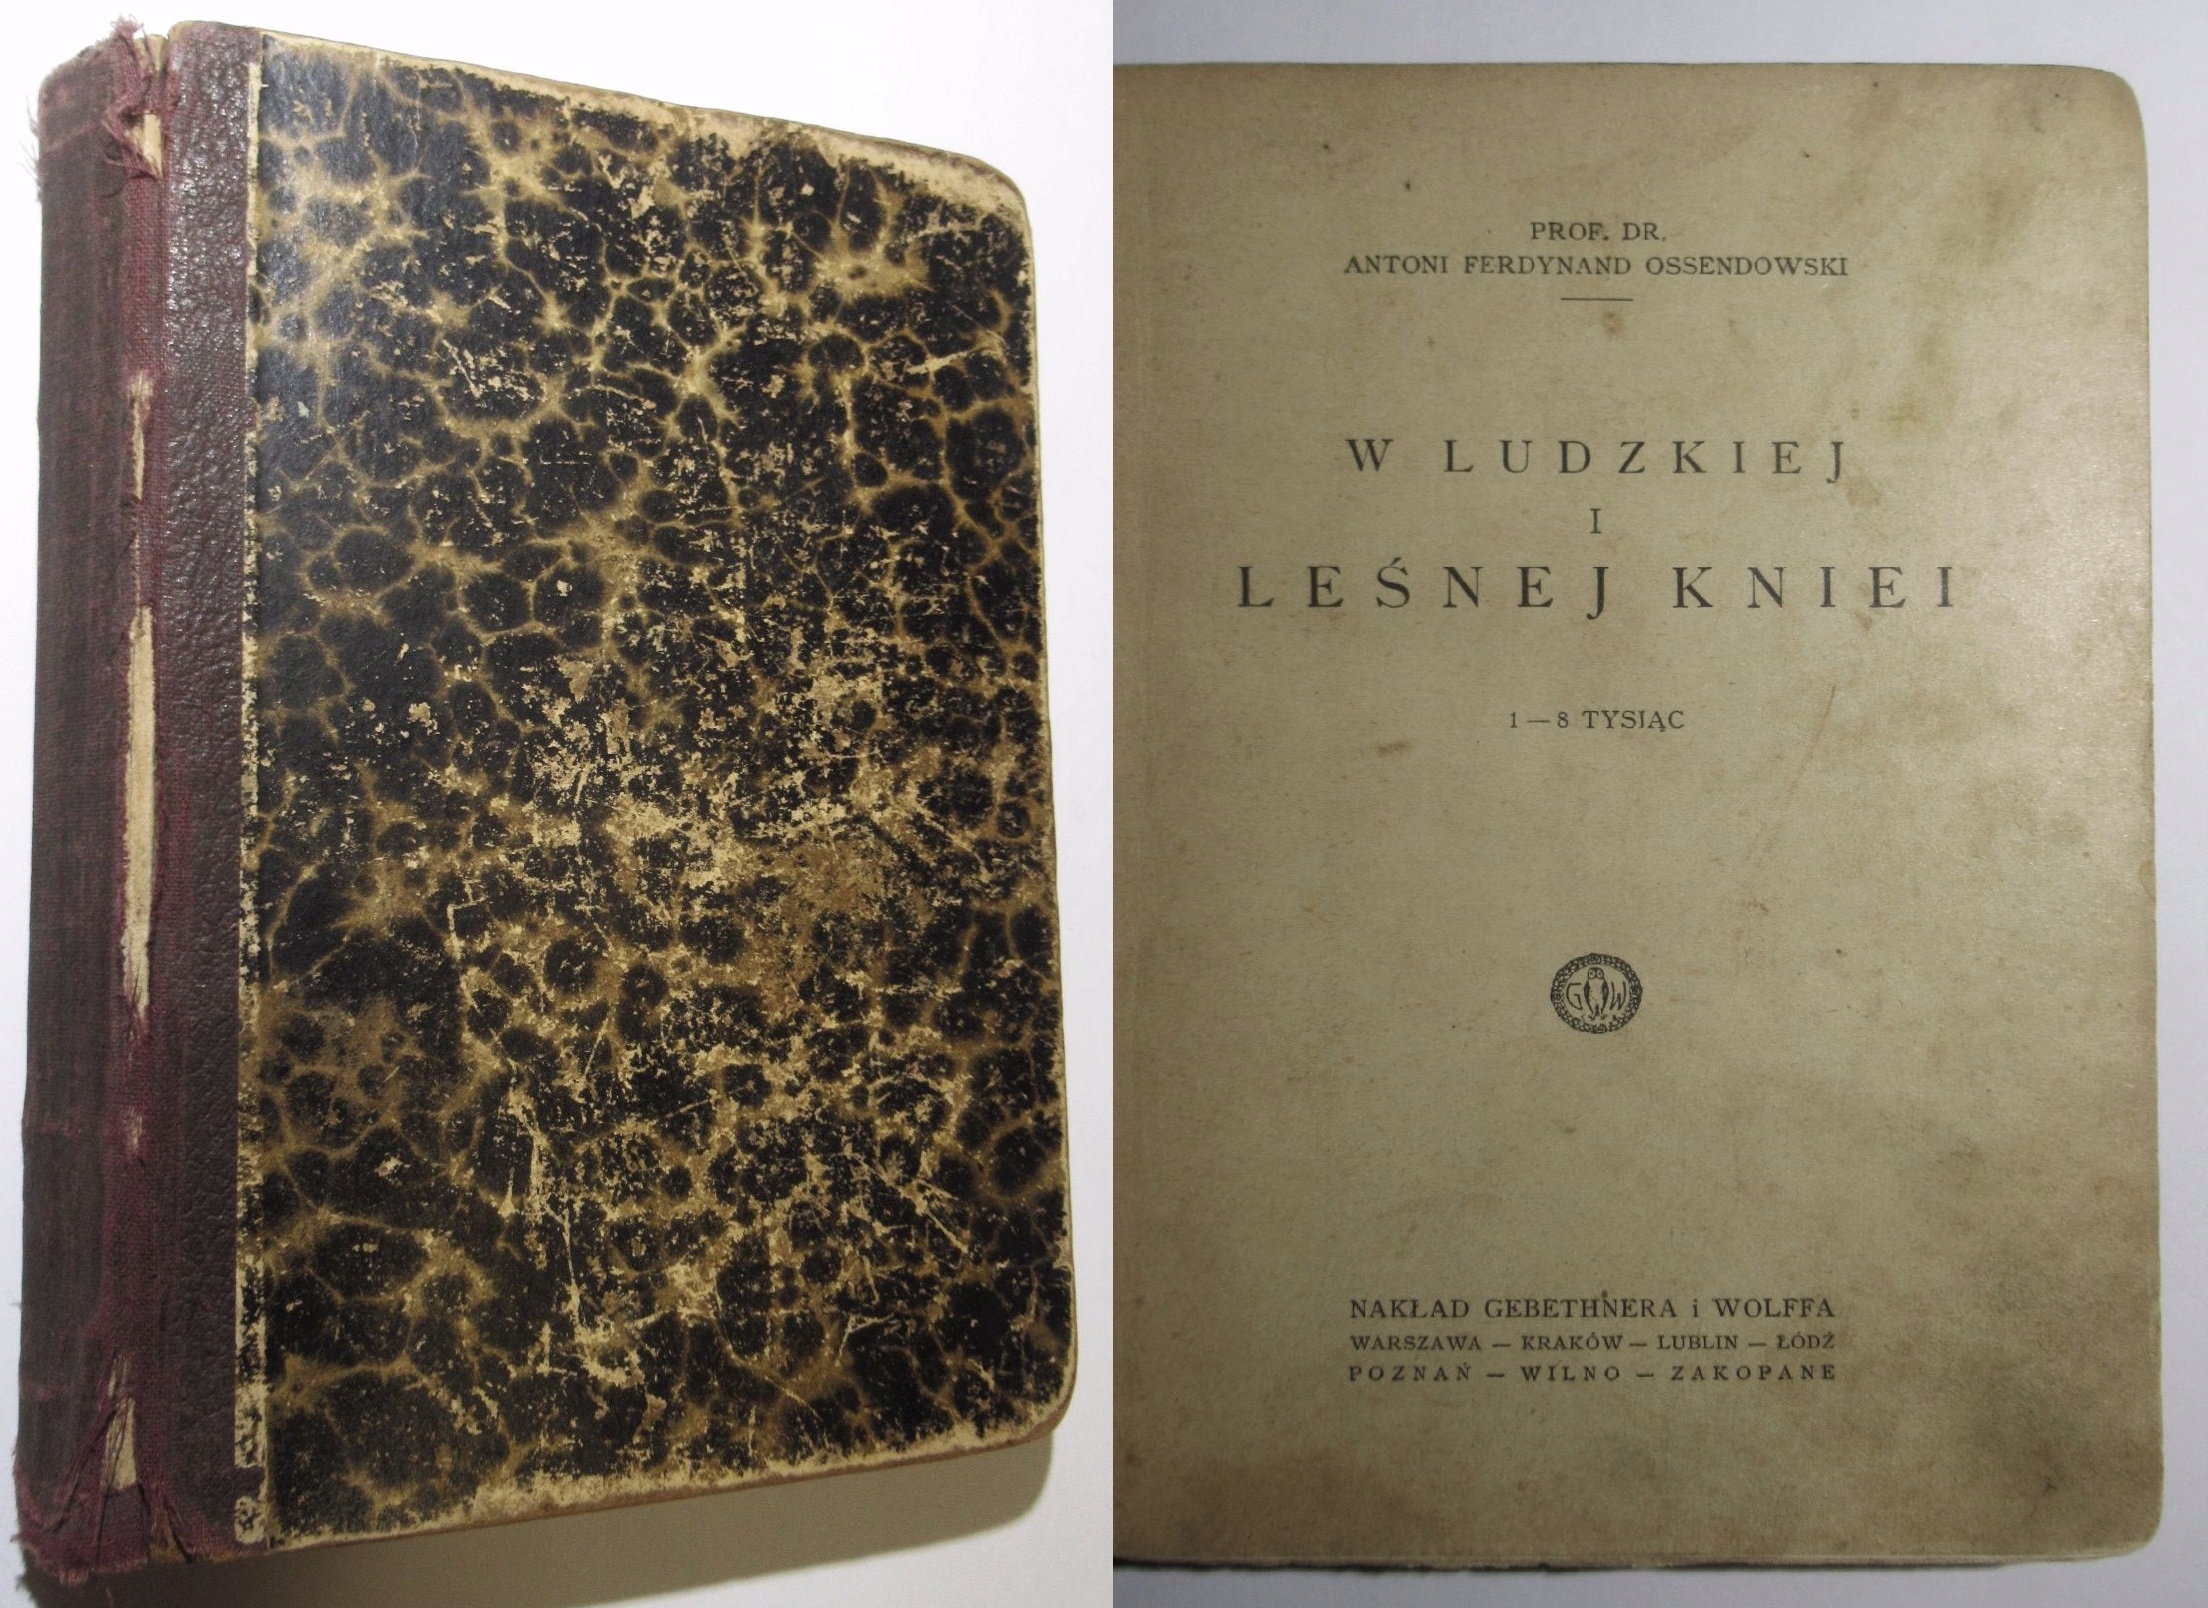 PROF. DR.
ANTONI FERDYNAND OSSENDOWSKI
W LUDZKIEJ
I
LEŚNEJ KNIEI
1 — 8 TYSIĄC
G W
NAKŁAD GEBETHNERA i WOLFFA
WARSZAWA — KRAKÓW — LUBLIN — ŁÓDŹ
POZNAŃ — WILNO — ZAKOPANE